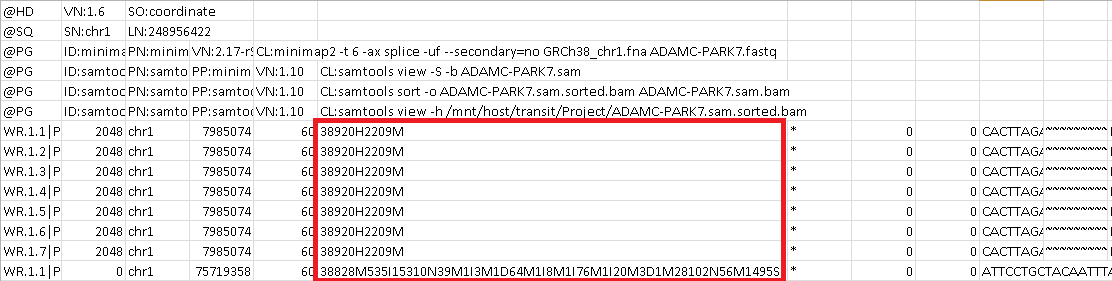 @HD VN:1.6 SO:coordinate
@SQ SN:chr1 LN:248956422
@PG ID:minima PN:minim VN:2.17-r9 CL:minimap2 -t 6 -ax splice -uf --secondary=no GRCh38_chr1.fna ADAMC-PARK7.fastq
@PG ID:samtoo PN:samto PP:minim VN:1.10 CL:samtools view -S -b ADAMC-PARK7.sam
@PG ID:samtoo PN:samto PP:samto VN:1.10 CL:samtools sort -o ADAMC-PARK7.sam.sorted.bam ADAMC-PARK7.sam.bam
@PG ID:samtoo PN:samto PP:samto VN:1.10 CL:samtools view -h /mnt/host/transit/Project/ADAMC-PARK7.sam.sorted.bam
WR.1.1|P 2048 chr1 7985074 60 38920H2209M * 0 0 CACTTAGA ~~~~~~~~~
WR.1.2|P 2048 chr1 7985074 60 38920H2209M * 0 0 CACTTAGA ~~~~~~~~~
WR.1.3|P 2048 chr1 7985074 60 38920H2209M * 0 0 CACTTAGA ~~~~~~~~~
WR.1.4|P 2048 chr1 7985074 60 38920H2209M * 0 0 CACTTAGA ~~~~~~~~~
WR.1.5|P 2048 chr1 7985074 60 38920H2209M * 0 0 CACTTAGA ~~~~~~~~~
WR.1.6|P 2048 chr1 7985074 60 38920H2209M * 0 0 CACTTAGA ~~~~~~~~~
WR.1.7|P 2048 chr1 7985074 60 38920H2209M * 0 0 CACTTAGA ~~~~~~~~~
WR.1.1|P 0 chr1 75719358 60 38828M535I15310N39M1I3M1D64M1I8M1I76M1I20M3D1M28102N56M1495S * 0 0 ATTCCTGCTACAATTTA